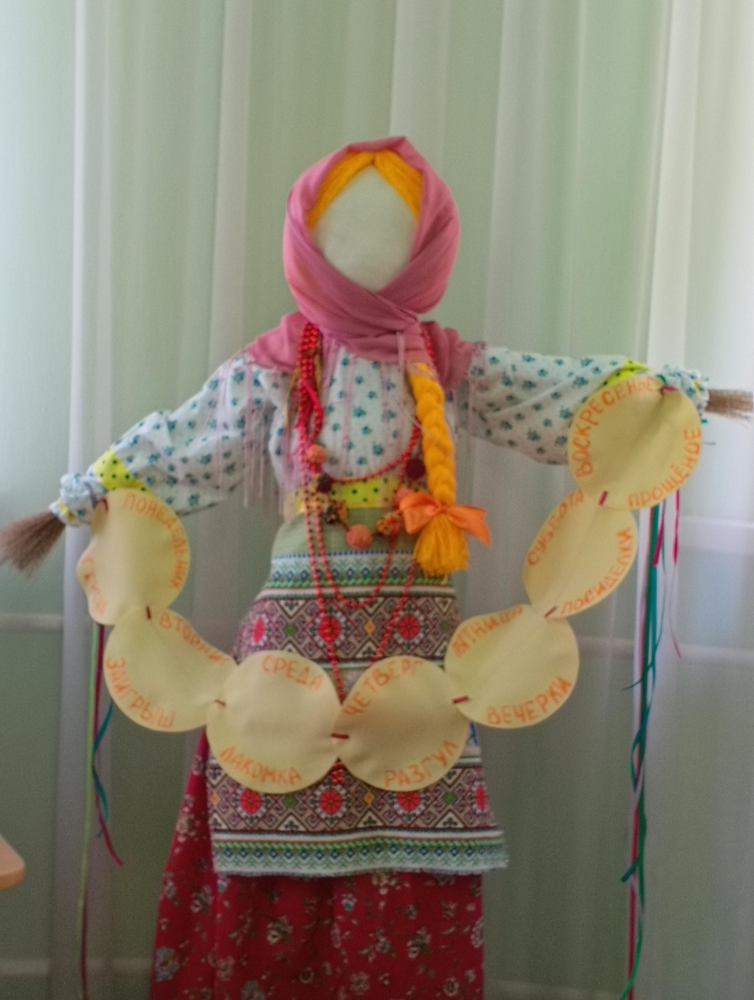 ПОНЕДЕЛЬНИК
ВТОРНИК
ЗАИГРЫШ
СРЕДА
ЛАКОМКА
ЧЕТВЕРГ
РАЗГУЛ
ПЯТНИЦА
ВЕЧЕРКИ
СУББОТА
ПОСИДЕЛКИ
ВОСКРЕСЕНЬЕ
ПРОЩЁНОЕ